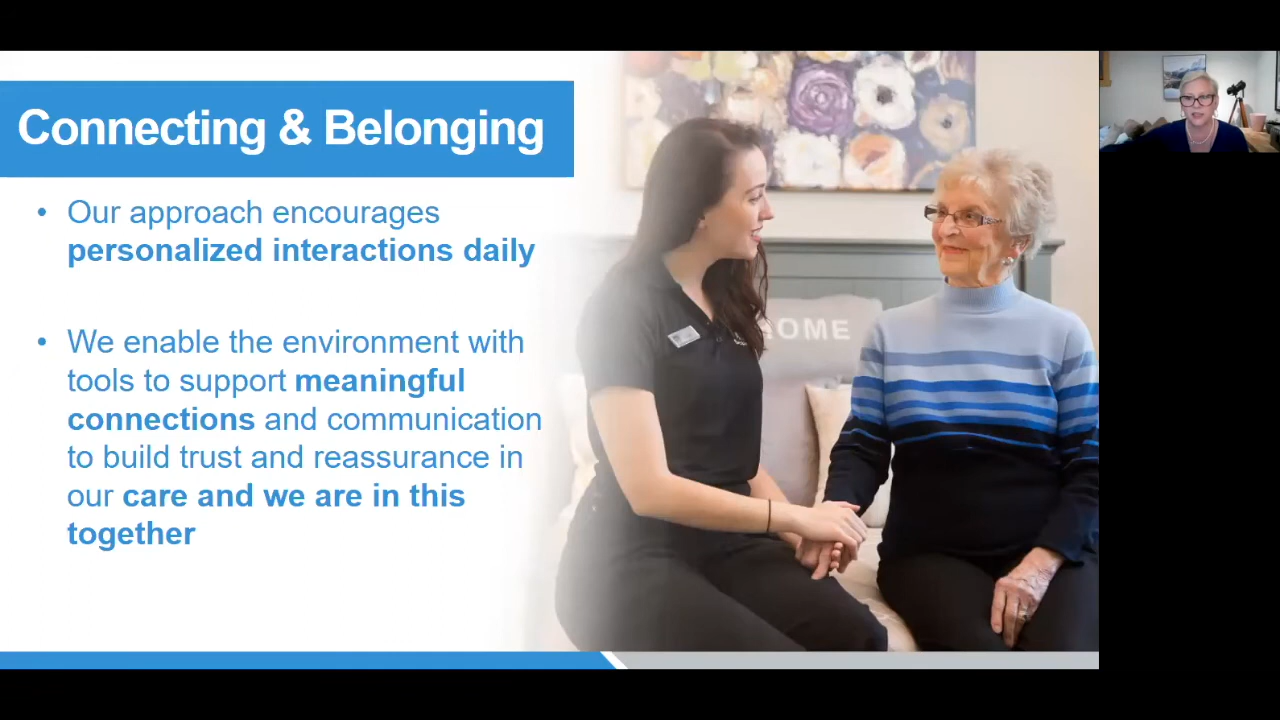 Connecting & Belonging
• Our approach encourages
personalized interactions daily
• We enable the environment with
tools to support meaningful
connections and communication
to build trust and reassurance in
our care and we are in this
together
HOME